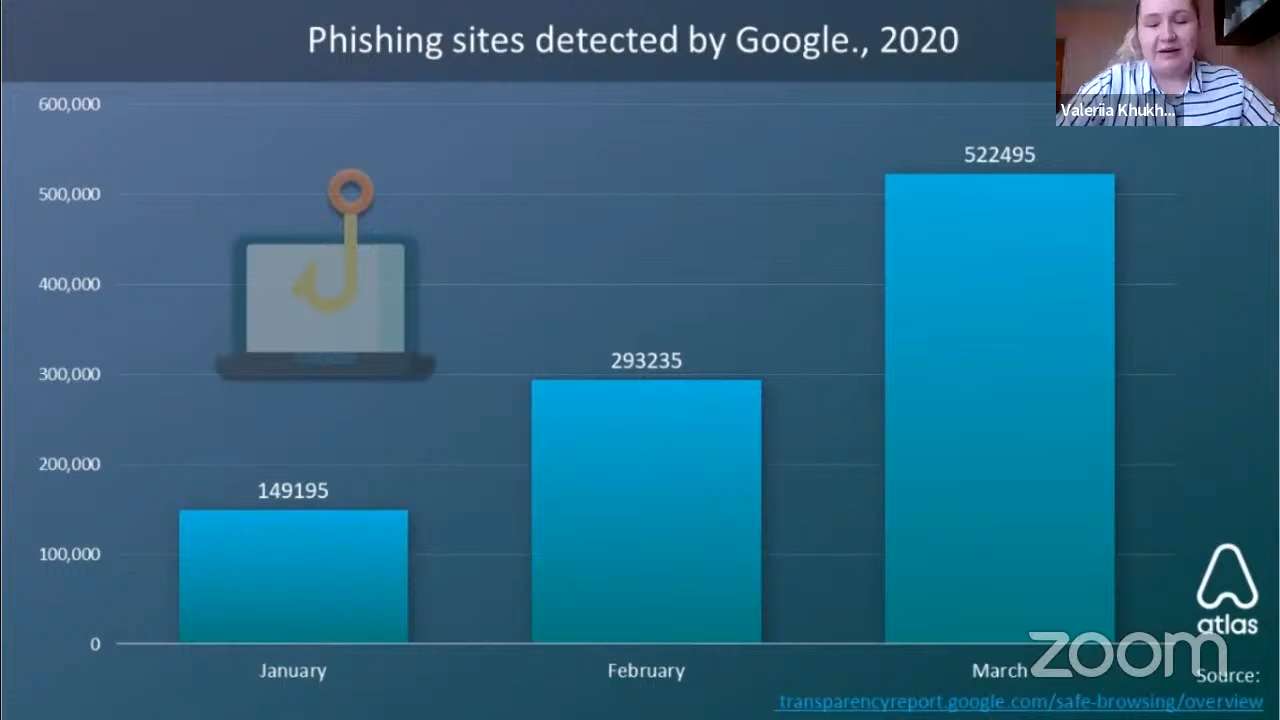 Phishing sites detected by Google., 2020
Valeriia Khukh...
600,000
500,000
400,000
300,000
200,000
100,000
0
149195
293235
522495
January
February
March
atlas
zoom
Source:
transparencyreport.google.com/safe-browsing/overview